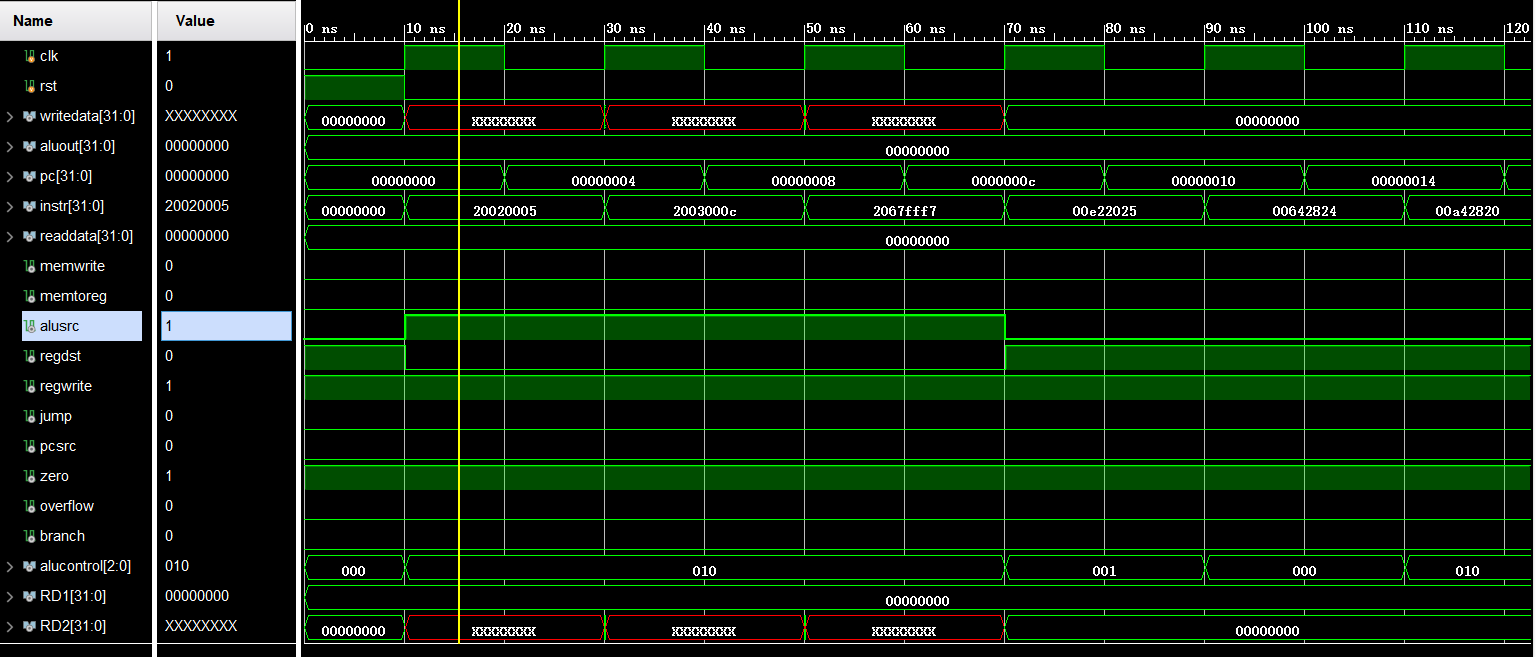 Name Value 0 ns 10 ns 20 ns 30 ns 40 ns 50 ns 60 ns 70 ns 80 ns 90 ns 100 ns 110 ns 120
clk 1
rst 0
writedata[31:0] XXXXXXXX 00000000 XXXXXXXX XXXXXXXX XXXXXXXX 00000000
aluout[31:0] 00000000 00000000
pc[31:0] 00000000 00000000 00000004 00000008 0000000c 00000010 00000014
instr[31:0] 20020005 00000000 20020005 2003000c 2067fff7 00e22025 00642824 00a42820
readdata[31:0] 00000000 00000000
memwrite 0
memtoreg 0
alusrc 1
regdst 0
regwrite 1
jump 0
pcsrc 0
zero 1
overflow 0
branch 0
alucontrol[2:0] 010 000 010 001 000 010
RD1[31:0] 00000000 00000000
RD2[31:0] XXXXXXXX 00000000 XXXXXXXX XXXXXXXX XXXXXXXX 00000000